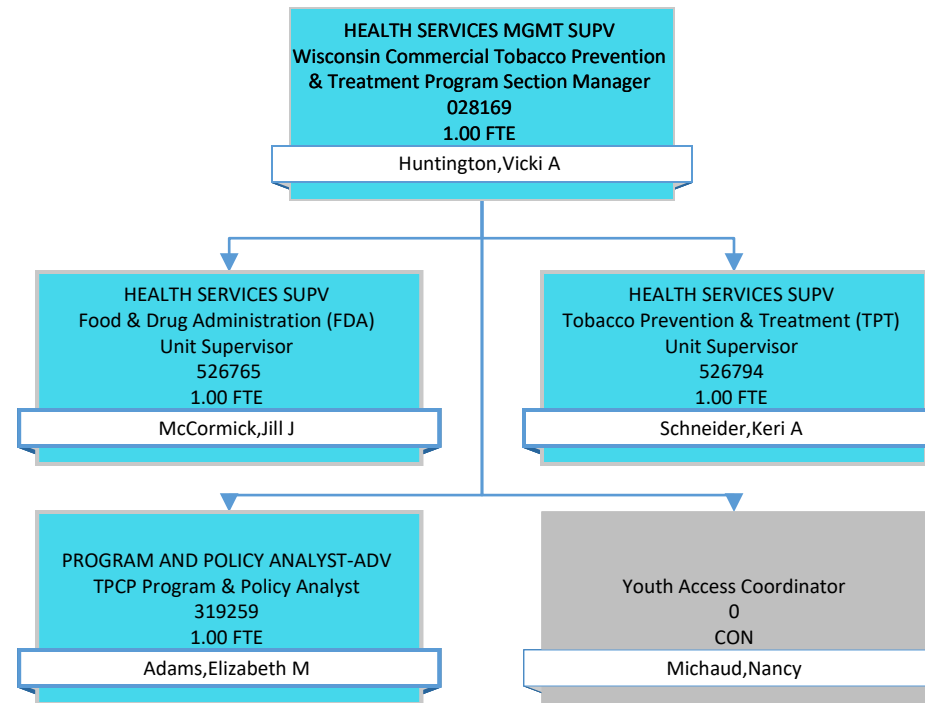 HEALTH SERVICES MGMT SUPV
Wisconsin Commercial Tobacco Prevention
& Treatment Program Section Manager
028169
1.00 FTE
Huntington,Vicki A
HEALTH SERVICES SUPV
Food & Drug Administration (FDA)
Unit Supervisor
526765
1.00 FTE
McCormick,Jill J
HEALTH SERVICES SUPV
Tobacco Prevention & Treatment (TPT)
Unit Supervisor
526794
1.00 FTE
Schneider,Keri A
PROGRAM AND POLICY ANALYST-ADV
TPCP Program & Policy Analyst
319259
1.00 FTE
Adams,Elizabeth M
Youth Access Coordinator
0
CON
Michaud,Nancy